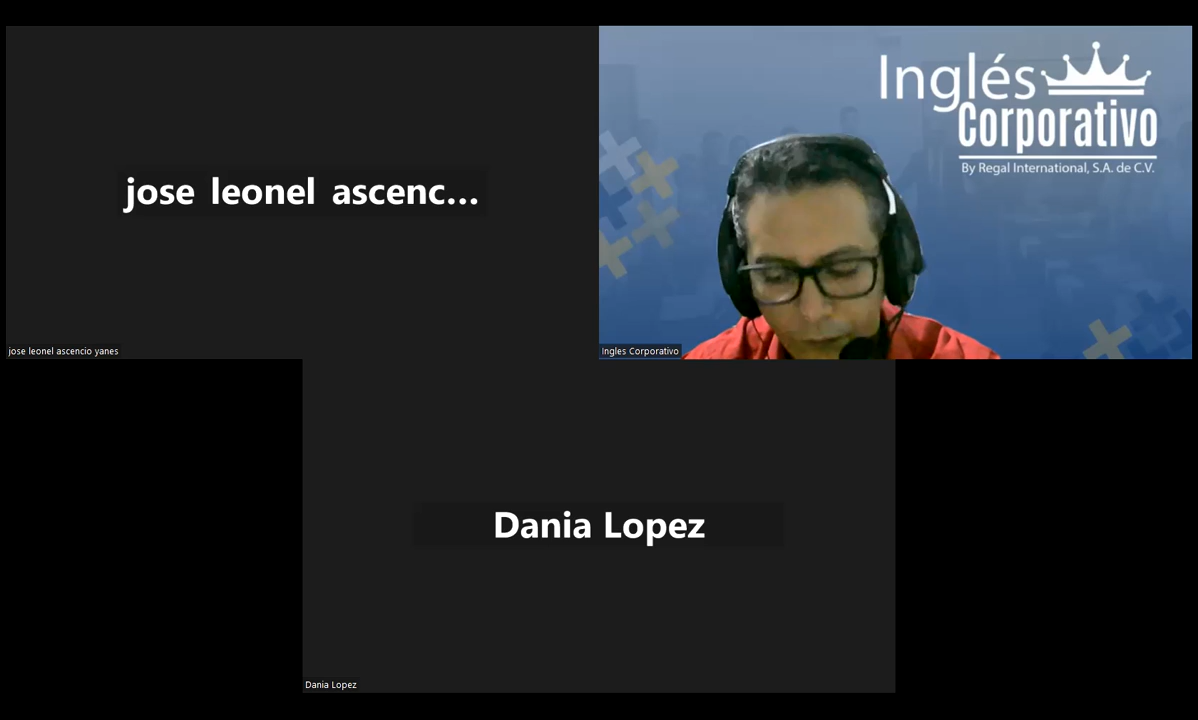 jose leonel ascenc...
jose leonel ascencio yanes
Inglés
Corporativo
By Regal International, S.A. de C.V.
Ingles Corporativo
Dania Lopez
Dania Lopez